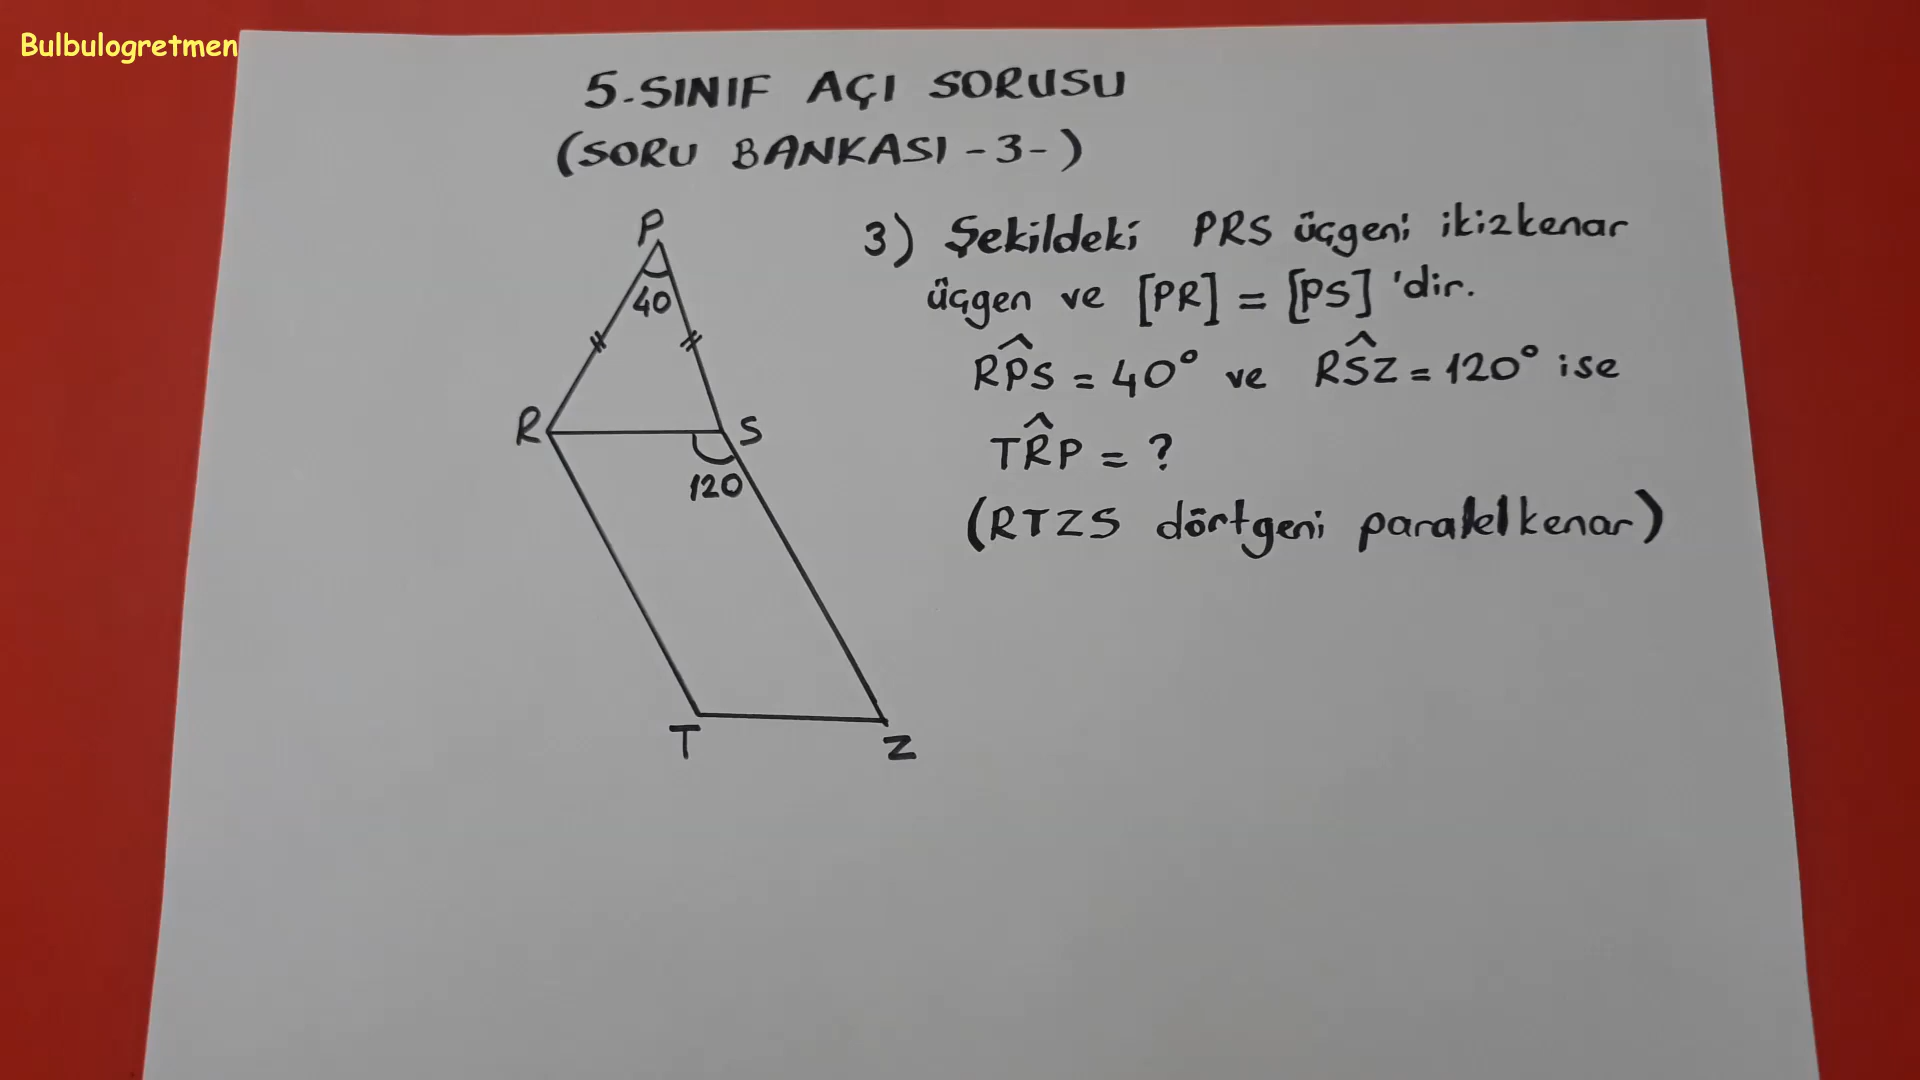 Bulbulogretmen
5.SINIF AÇI SORUSU
(SORU BANKASI -3-)
P
40
R
S
120
T
Z
3) Şekildeki PRS üçgeni ikizkenar
üçgen ve [PR] = [PS] 'dir.
RP̂S = 40° ve RŜZ = 120° ise
TR̂P = ?
(RTZS dörtgeni paralelkenar)